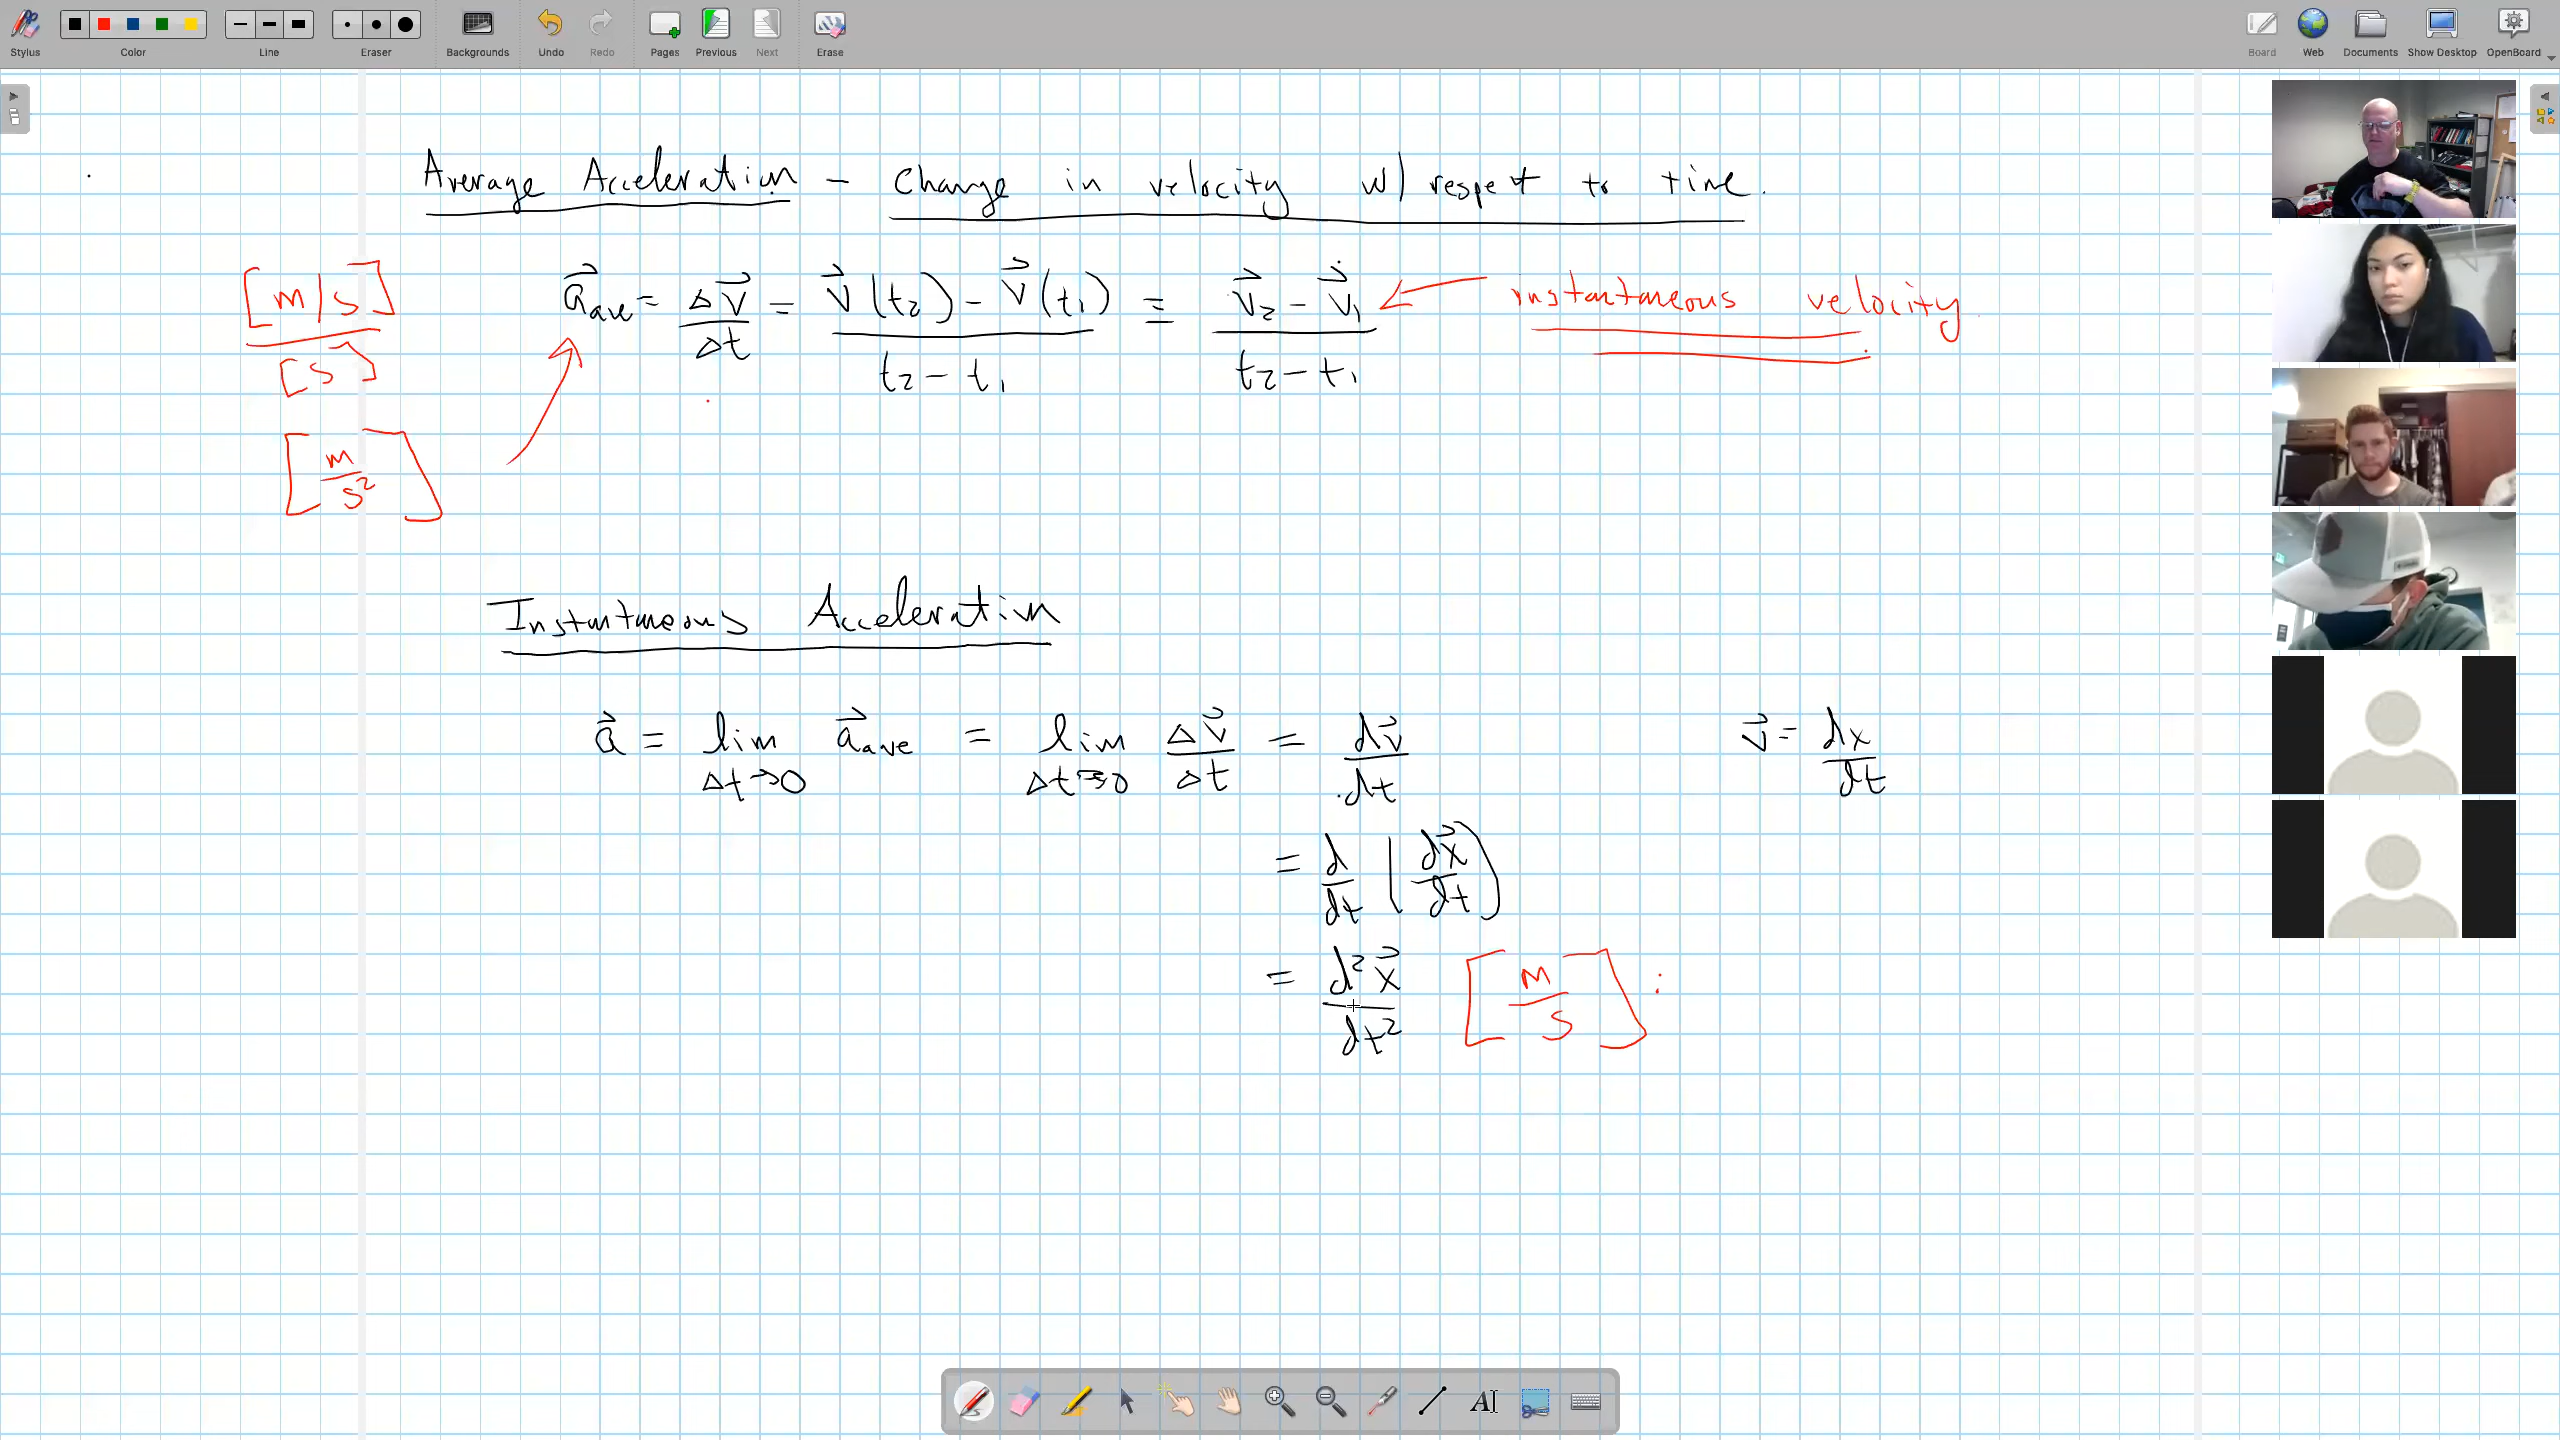 Stylus Color Line Eraser Backgrounds Undo Redo Pages Previous Next Erase Board Web Documents Show Desktop OpenBoard
Average Acceleration - Change in velocity w/ respect to time.
[m/s] / [s]
a⃗ave = Δv⃗/Δt = (v⃗(t2) - v⃗(t1))/(t2 - t1) = (v⃗2 - v⃗1)/(t2 - t1) ← instantaneous velocity
[m/s²]
Instantaneous Acceleration
a⃗ = lim Δt→0 a⃗ave = lim Δt→0 Δv⃗/Δt = dv⃗/dt
v⃗ = dx/dt
= d/dt (dx⃗/dt)
= d²x⃗/dt² [m/s]
AI